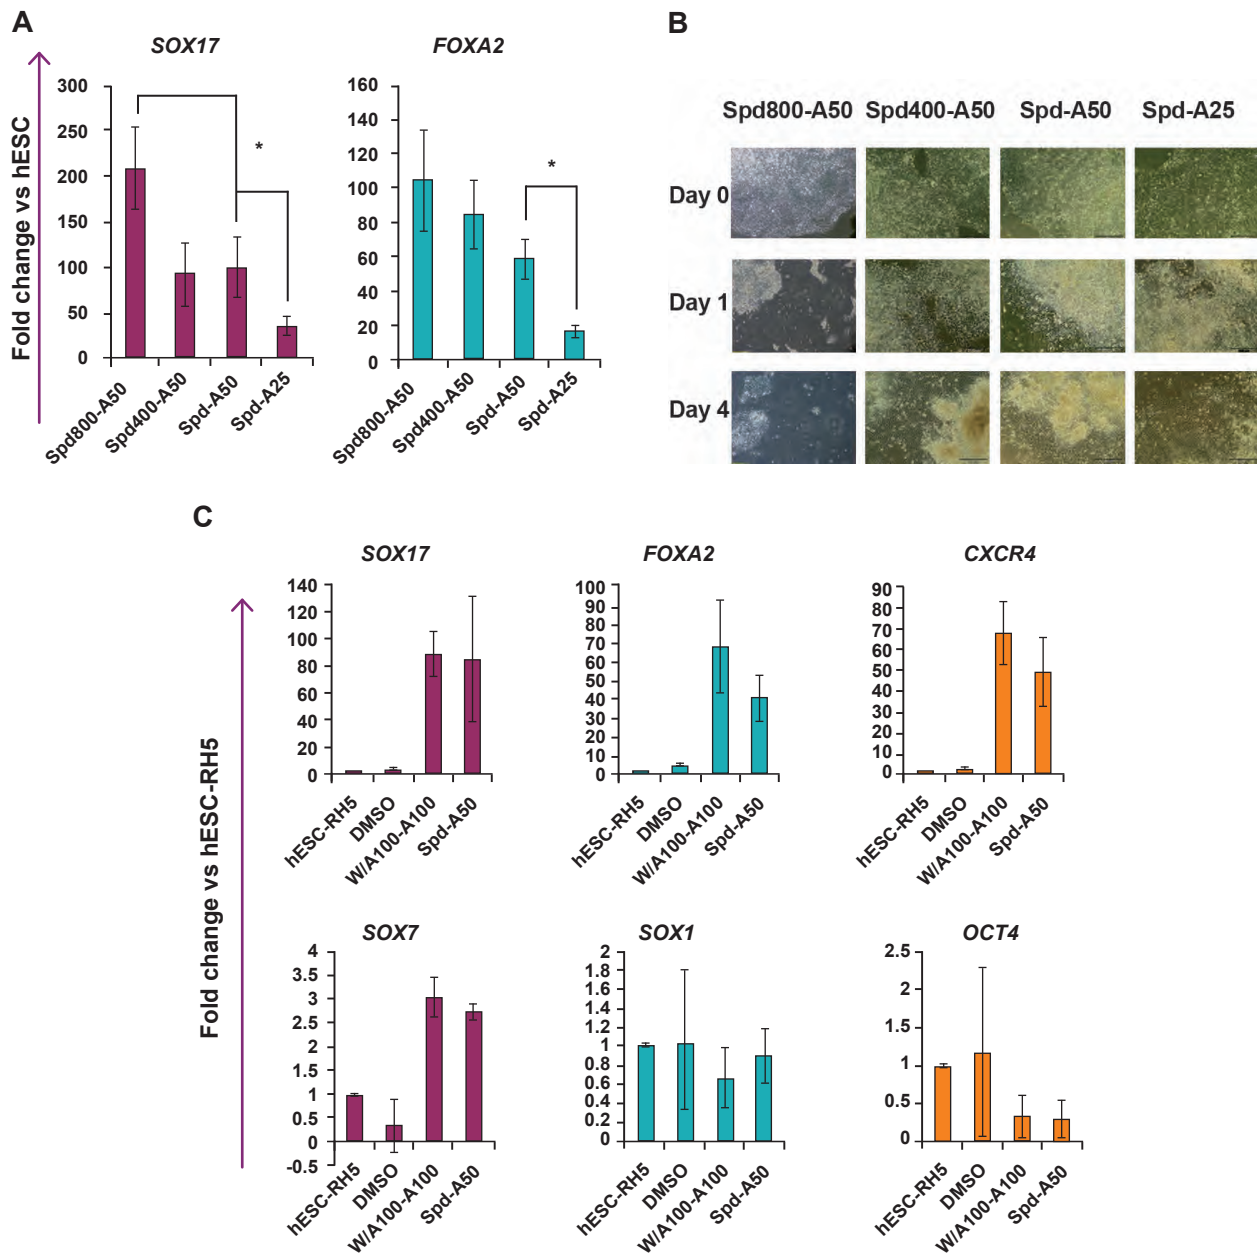 A
SOX17
FOXA2
Fold change vs hESC
300
250
200
150
100
50
0
*
Spd800-A50
Spd400-A50
Spd-A50
Spd-A25
160
140
120
100
80
60
40
20
0
*
Spd800-A50
Spd400-A50
Spd-A50
Spd-A25
B
Spd800-A50 Spd400-A50 Spd-A50 Spd-A25
Day 0
Day 1
Day 4
C
Fold change vs hESC-RH5
SOX17
140
120
100
80
60
40
20
0
hESC-RH5
DMSO
W/A100-A100
Spd-A50
FOXA2
100
90
80
70
60
50
40
30
20
10
0
hESC-RH5
DMSO
W/A100-A100
Spd-A50
CXCR4
90
80
70
60
50
40
30
20
10
0
hESC-RH5
DMSO
W/A100-A100
Spd-A50
SOX7
4
3.5
3
2.5
2
1.5
1
0.5
0
-0.5
hESC-RH5
DMSO
W/A100-A100
Spd-A50
SOX1
2
1.8
1.6
1.4
1.2
1
0.8
0.6
0.4
0.2
0
hESC-RH5
DMSO
W/A100-A100
Spd-A50
OCT4
2.5
2
1.5
1
0.5
0
hESC-RH5
DMSO
W/A100-A100
Spd-A50